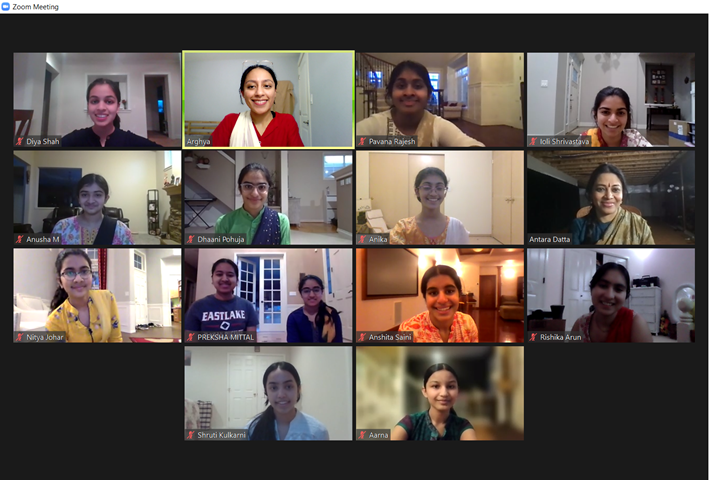 Zoom Meeting
Diya Shah
Arghya
Pavana Rajesh
Ioli Shrivastava
Anusha M
Dhaani Pohuja
Anika
Antara Datta
Nitya Johar
EASTLAKE
PREKSHA MITTAL
Anshita Saini
Rishika Arun
Shruti Kulkarni
Aarna